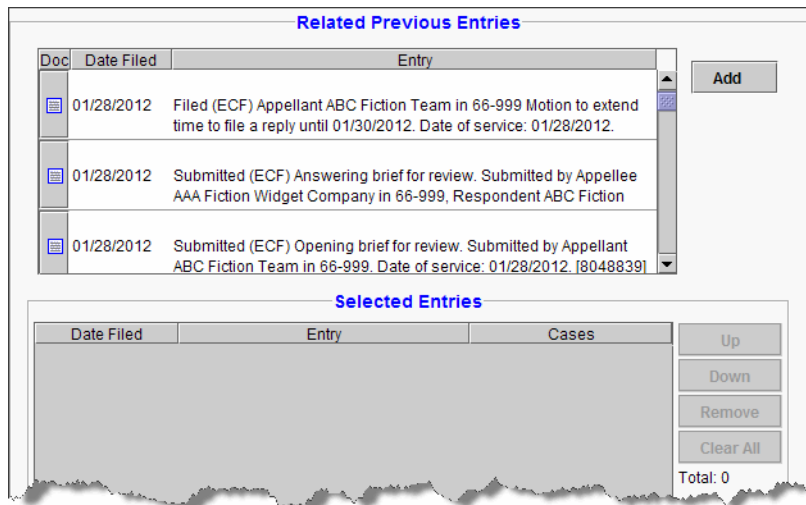 Related Previous Entries
Doc Date Filed Entry
Add
01/28/2012 Filed (ECF) Appellant ABC Fiction Team in 66-999 Motion to extend
time to file a reply until 01/30/2012. Date of service: 01/28/2012.
01/28/2012 Submitted (ECF) Answering brief for review. Submitted by Appellee
AAA Fiction Widget Company in 66-999, Respondent ABC Fiction
01/28/2012 Submitted (ECF) Opening brief for review. Submitted by Appellant
ABC Fiction Team in 66-999. Date of service: 01/28/2012. [8048839]
Selected Entries
Date Filed Entry Cases
Up
Down
Remove
Clear All
Total: 0